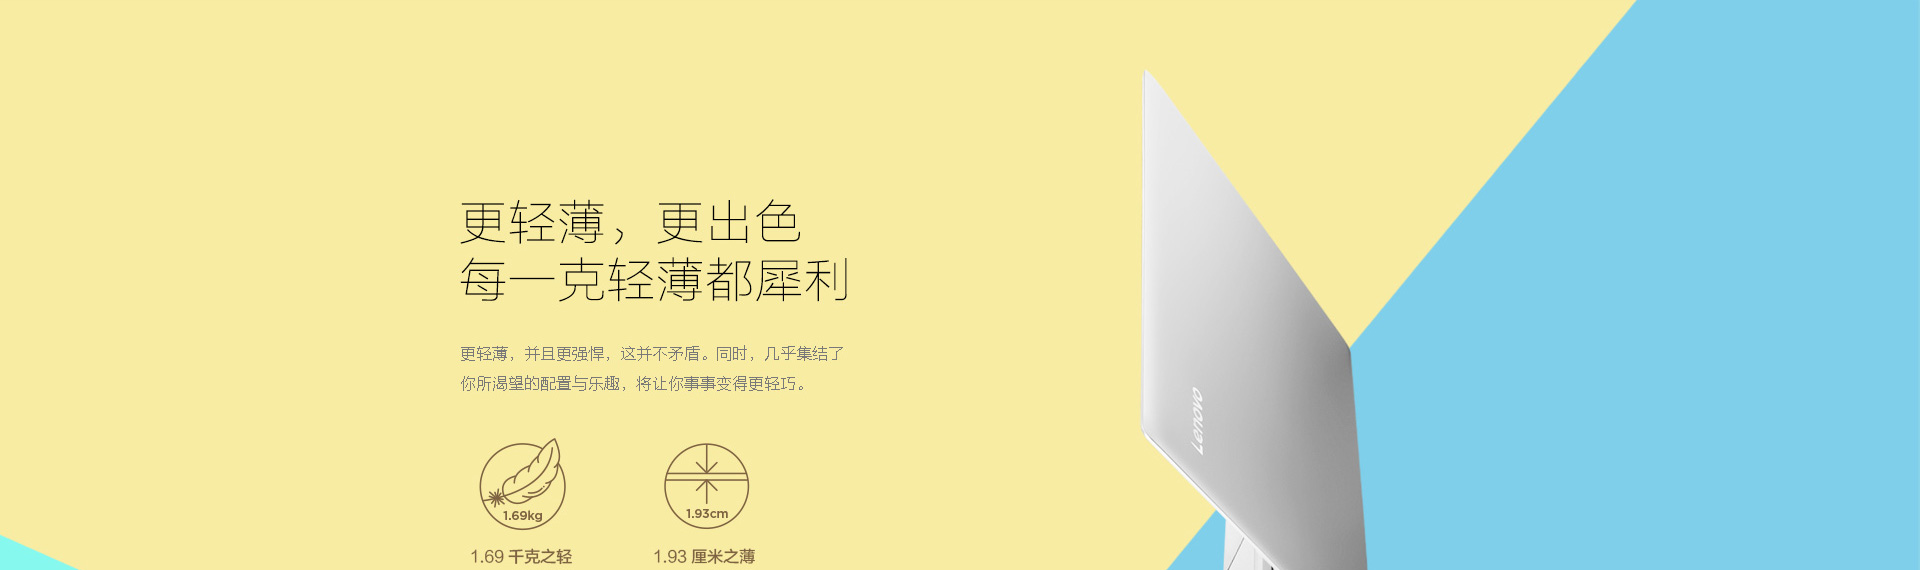 更轻薄，更出色
每一克轻薄都犀利
更轻薄，并且更强悍，这并不矛盾。同时，几乎集结了
你所渴望的配置与乐趣，将让你事事变得更轻巧。
1.69kg
1.93cm
1.69 千克之轻
1.93 厘米之薄
Lenovo